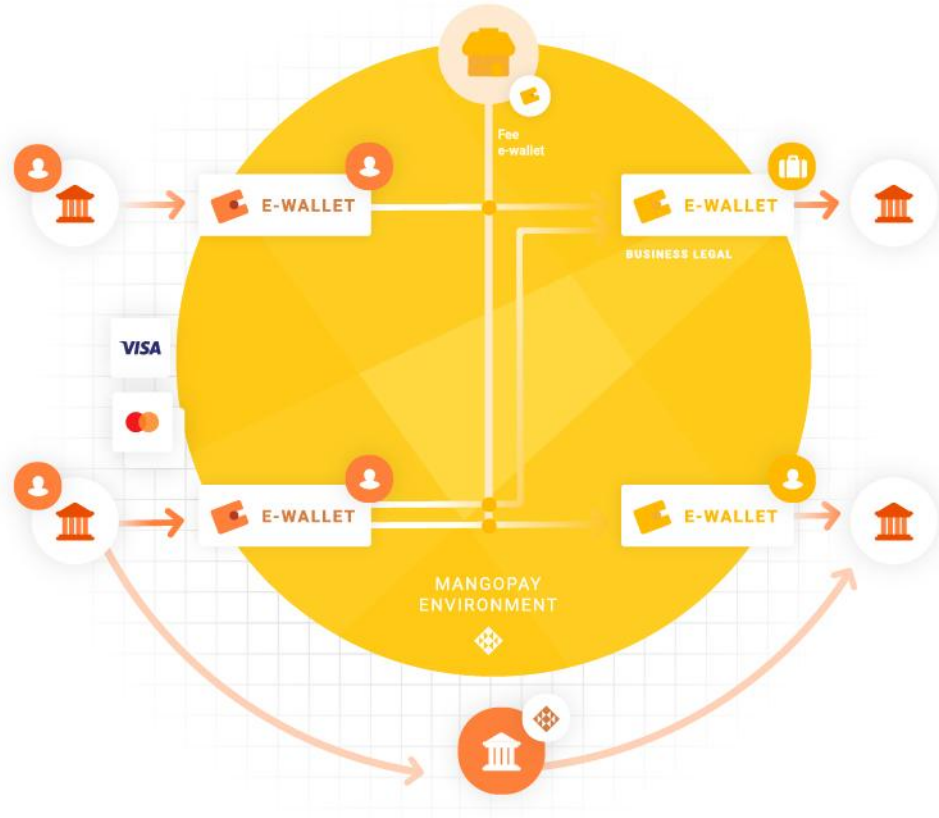 Fee
e-wallet
E-WALLET
E-WALLET
BUSINESS LEGAL
VISA
E-WALLET
E-WALLET
MANGOPAY
ENVIRONMENT